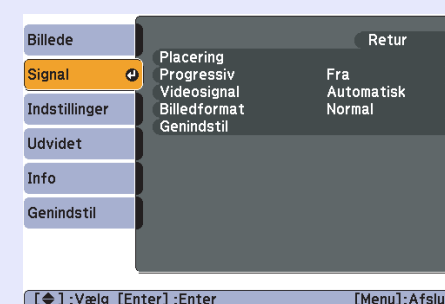 Billede
Signal
Indstillinger
Udvidet
Info
Genindstil
Retur
Placering
Progressiv Fra
Videosignal Automatisk
Billedformat Normal
Genindstil
[ ] :Vælg [Enter] :Enter [Menu]:Afslu